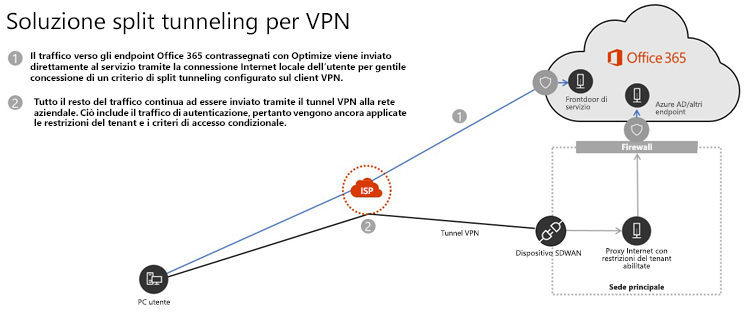 Soluzione split tunneling per VPN
1
Il traffico verso gli endpoint Office 365 contrassegnati con Optimize viene inviato
direttamente al servizio tramite la connessione Internet locale dell'utente per gentile
concessione di un criterio di split tunneling configurato sul client VPN.
2
Tutto il resto del traffico continua ad essere inviato tramite il tunnel VPN alla rete
aziendale. Ciò include il traffico di autenticazione, pertanto vengono ancora applicate
le restrizioni del tenant e i criteri di accesso condizionale.
Office 365
Frontdoor di
servizio
Azure AD/altri
endpoint
1
Firewall
ISP
2
Tunnel VPN
Dispositivo SDWAN
Proxy Internet con
restrizioni del tenant
abilitate
Sede principale
PC utente